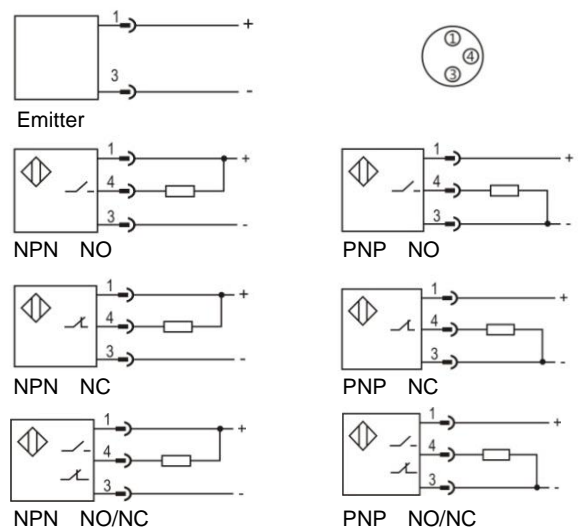 1 +
3 -
Emitter
① ④ ③
1 +
4
3 -
NPN NO
1 +
4
3 -
PNP NO
1 +
4
3 -
NPN NC
1 +
4
3 -
PNP NC
1 +
4
3 -
NPN NO/NC
1 +
4
3 -
PNP NO/NC